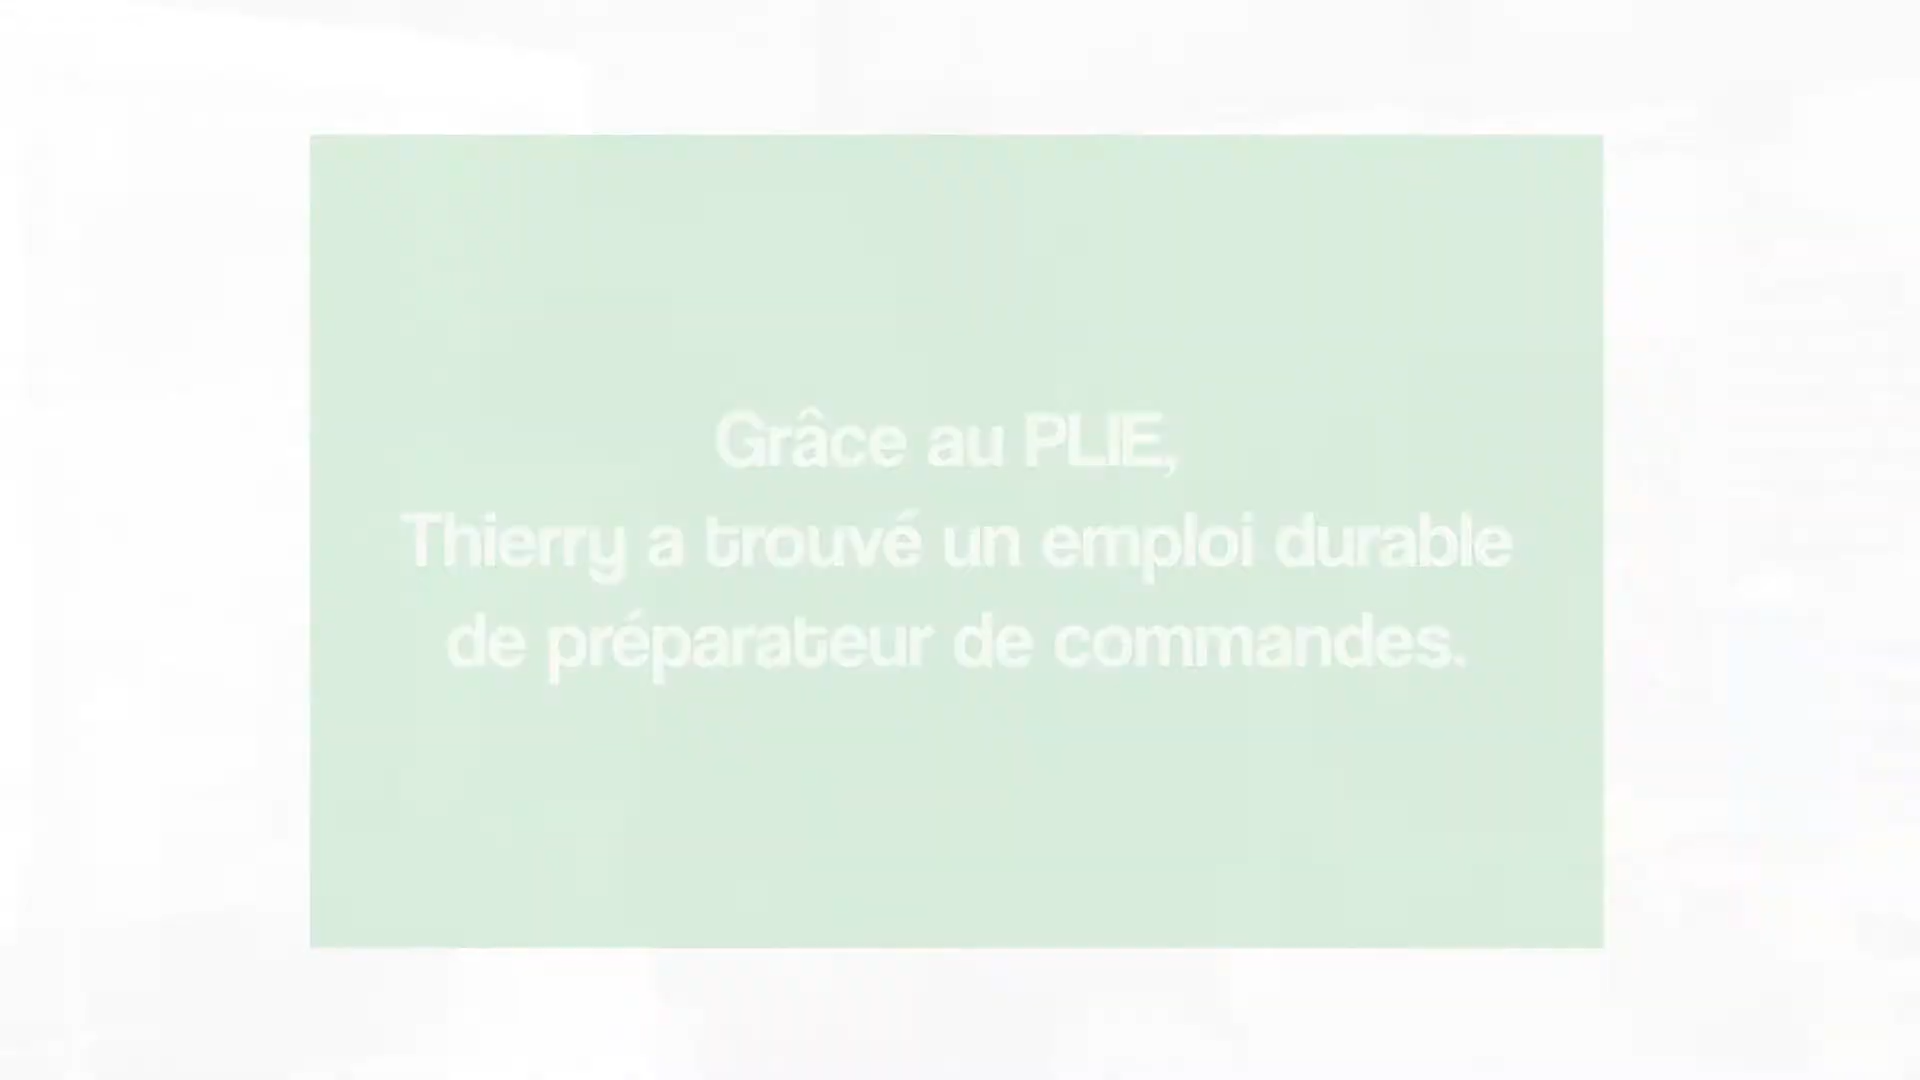 Grâce au PLIE,
Thierry a trouvé un emploi durable
de préparateur de commandes.